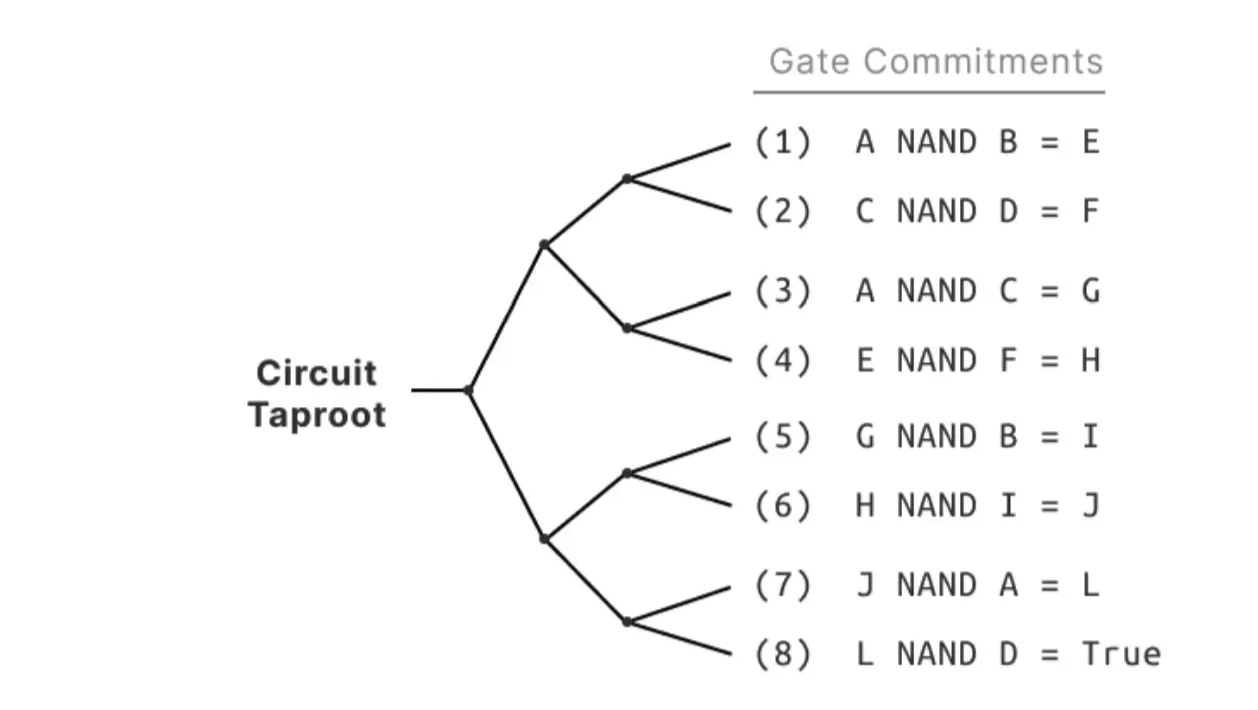 Gate Commitments
(1) A NAND B = E
(2) C NAND D = F
(3) A NAND C = G
(4) E NAND F = H
Circuit
Taproot
(5) G NAND B = I
(6) H NAND I = J
(7) J NAND A = L
(8) L NAND D = True